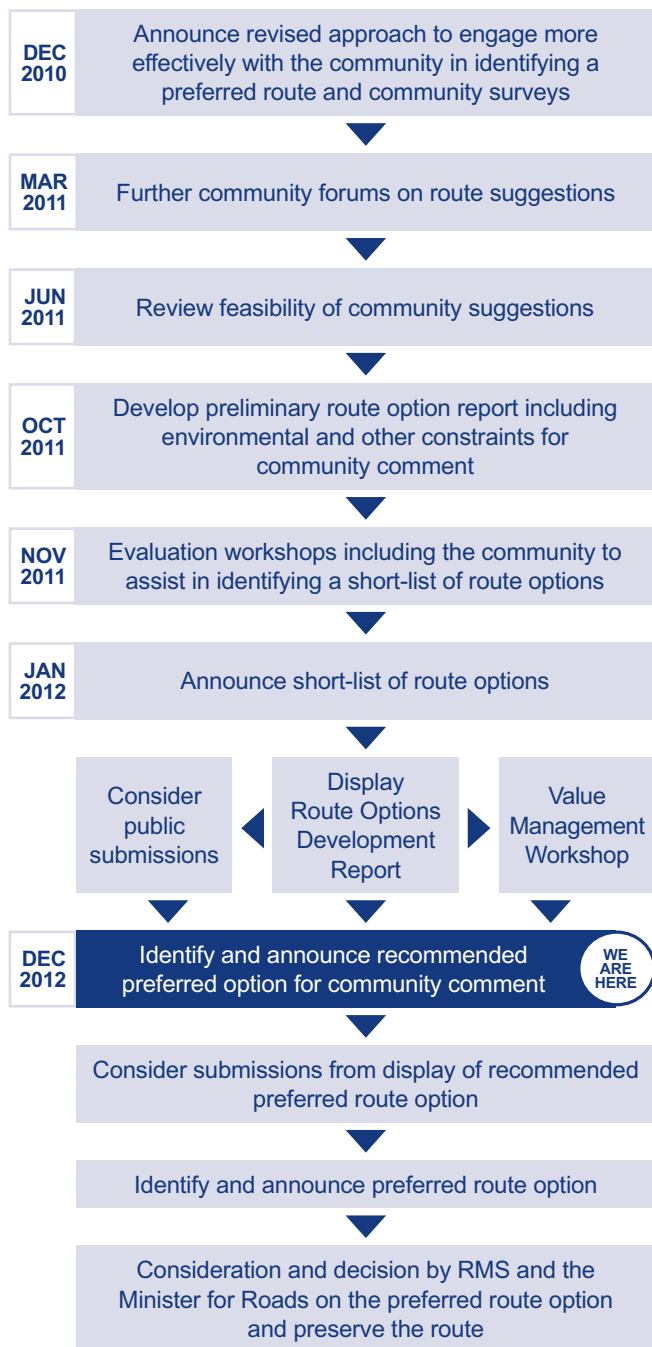 DEC
2010
Announce revised approach to engage more
effectively with the community in identifying a
preferred route and community surveys
MAR
2011
Further community forums on route suggestions
JUN
2011
Review feasibility of community suggestions
OCT
2011
Develop preliminary route option report including
environmental and other constraints for
community comment
NOV
2011
Evaluation workshops including the community to
assist in identifying a short-list of route options
JAN
2012
Announce short-list of route options
Consider
public
submissions
Display
Route Options
Development
Report
Value
Management
Workshop
DEC
2012
Identify and announce recommended
preferred option for community comment
WE
ARE
HERE
Consider submissions from display of recommended
preferred route option
Identify and announce preferred route option
Consideration and decision by RMS and the
Minister for Roads on the preferred route option
and preserve the route